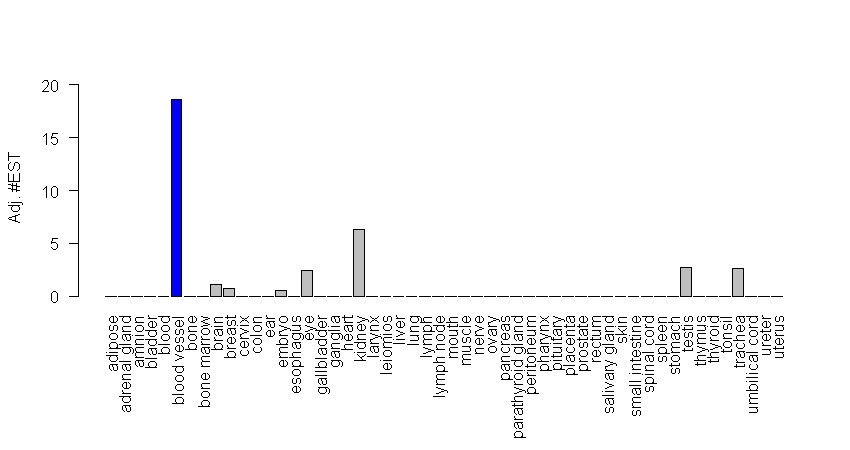 Adj. #EST
20
15
10
5
0
adipose
adrenal gland
amnion
bladder
blood
blood vessel
bone
bone marrow
brain
breast
cervix
colon
ear
embryo
esophagus
eye
gallbladder
ganglia
heart
kidney
larynx
leiomios
liver
lung
lymph
lymph node
mouth
muscle
nerve
ovary
pancreas
parathyroid gland
peritoneum
pharynx
pituitary
placenta
prostate
rectum
salivary gland
skin
small intestine
spinal cord
spleen
stomach
testis
thymus
thyroid
tonsil
trachea
umbilical cord
ureter
uterus